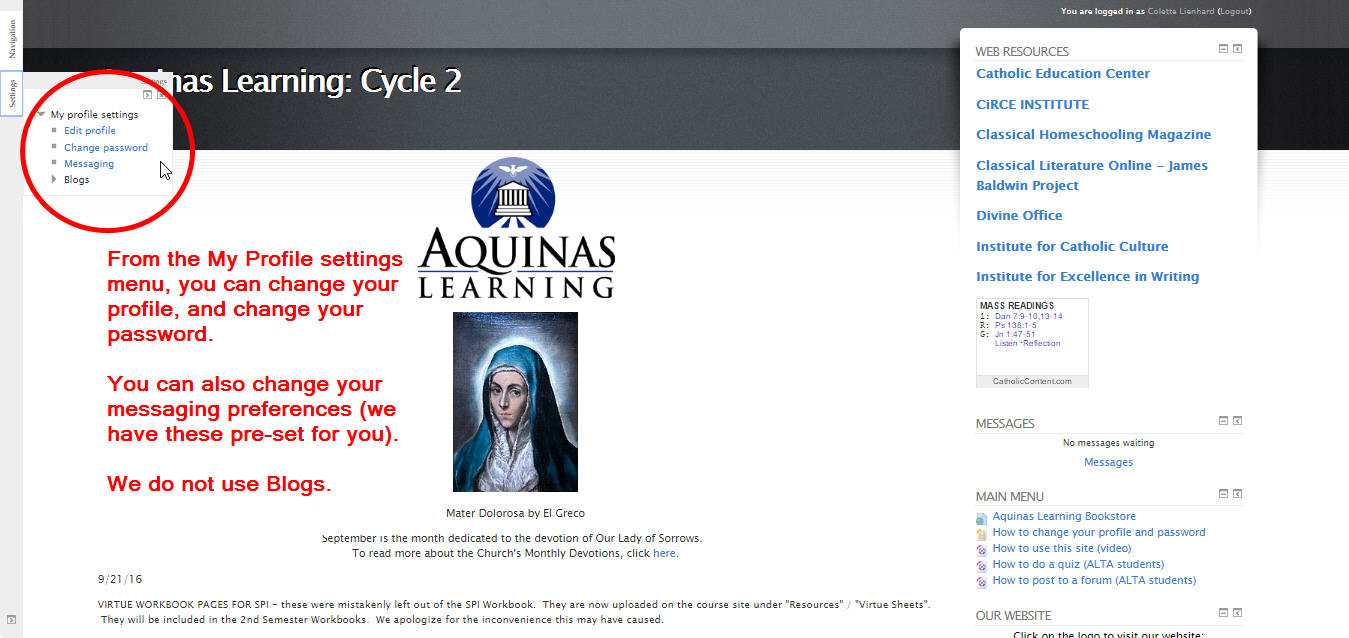 You are logged in as Colette Lienhard (Logout)
Navigation
Settings
nas Learning: Cycle 2
My profile settings
Edit profile
Change password
Messaging
Blogs
From the My Profile settings
menu, you can change your
profile, and change your
password.
You can also change your
messaging preferences (we
have these pre-set for you).
We do not use Blogs.
AQUINAS
LEARNING
Mater Dolorosa by El Greco
September is the month dedicated to the devotion of Our Lady of Sorrows.
To read more about the Church's Monthly Devotions, click here.
9/21/16
VIRTUE WORKBOOK PAGES FOR SPI - these were mistakenly left out of the SPI Workbook. They are now uploaded on the course site under "Resources" / "Virtue Sheets".
They will be included in the 2nd Semester Workbooks. We apologize for the inconvenience this may have caused.
WEB RESOURCES
Catholic Education Center
CiRCE INSTITUTE
Classical Homeschooling Magazine
Classical Literature Online - James
Baldwin Project
Divine Office
Institute for Catholic Culture
Institute for Excellence in Writing
MASS READINGS
1: Dan 7:9-10,13-14
R: Ps 138:1-5
G: Jn 1:47-51
Listen · Reflection
CatholicContent.com
MESSAGES
No messages waiting
Messages
MAIN MENU
Aquinas Learning Bookstore
How to change your profile and password
How to use this site (video)
How to do a quiz (ALTA students)
How to post to a forum (ALTA students)
OUR WEBSITE
Click on the logo to visit our website: